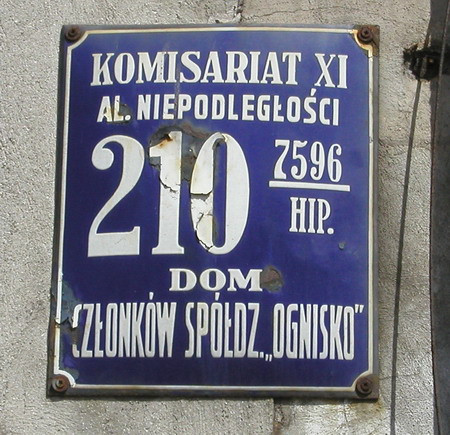 KOMISARIAT XI
AL. NIEPODLEGŁOŚCI
210
7596
HIP.
DOM
CZŁONKÓW SPÓŁDZ. „OGNISKO”